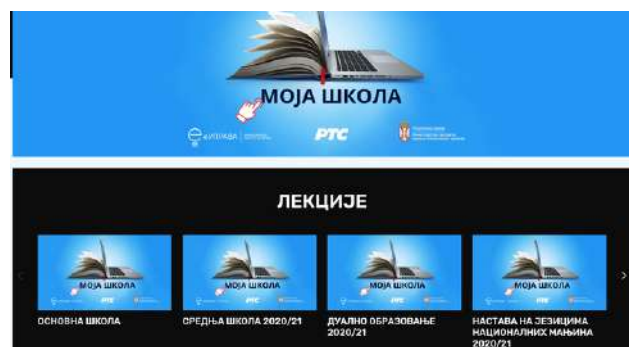 МОЈА ШКОЛА
еУПРАВА
РТС
ЛЕКЦИЈЕ
МОЈА ШКОЛА
МОЈА ШКОЛА
МОЈА ШКОЛА
МОЈА ШКОЛА
РТС
РТС
РТС
РТС
ОСНОВНА ШКОЛА
СРЕДЊА ШКОЛА 2020/21
ДУАЛНО ОБРАЗОВАЊЕ
2020/21
НАСТАВА НА ЈЕЗИЦИМА
НАЦИОНАЛНИХ МАЊИНА
2020/21